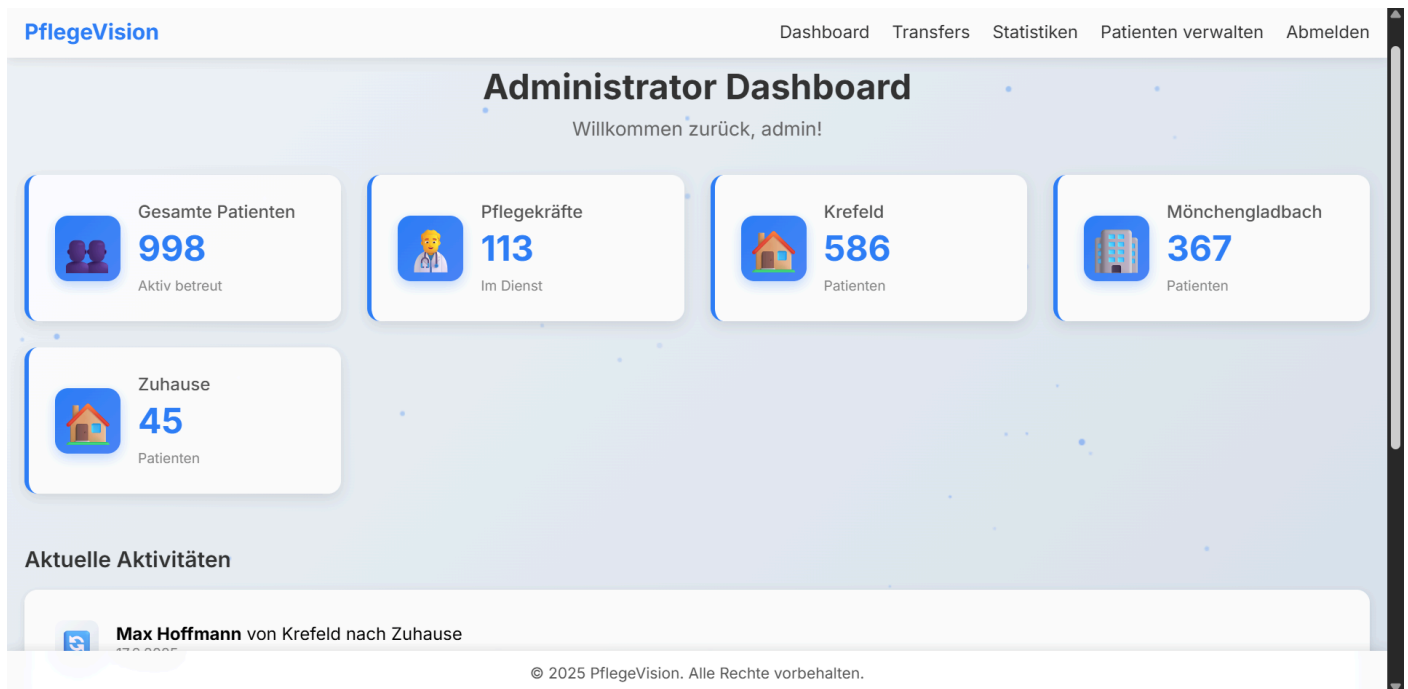 PflegeVision
Dashboard Transfers Statistiken Patienten verwalten Abmelden
Administrator Dashboard
Willkommen zurück, admin!
Gesamte Patienten
998
Aktiv betreut
Pflegekräfte
113
Im Dienst
Krefeld
586
Patienten
Mönchengladbach
367
Patienten
Zuhause
45
Patienten
Aktuelle Aktivitäten
Max Hoffmann von Krefeld nach Zuhause
© 2025 PflegeVision. Alle Rechte vorbehalten.